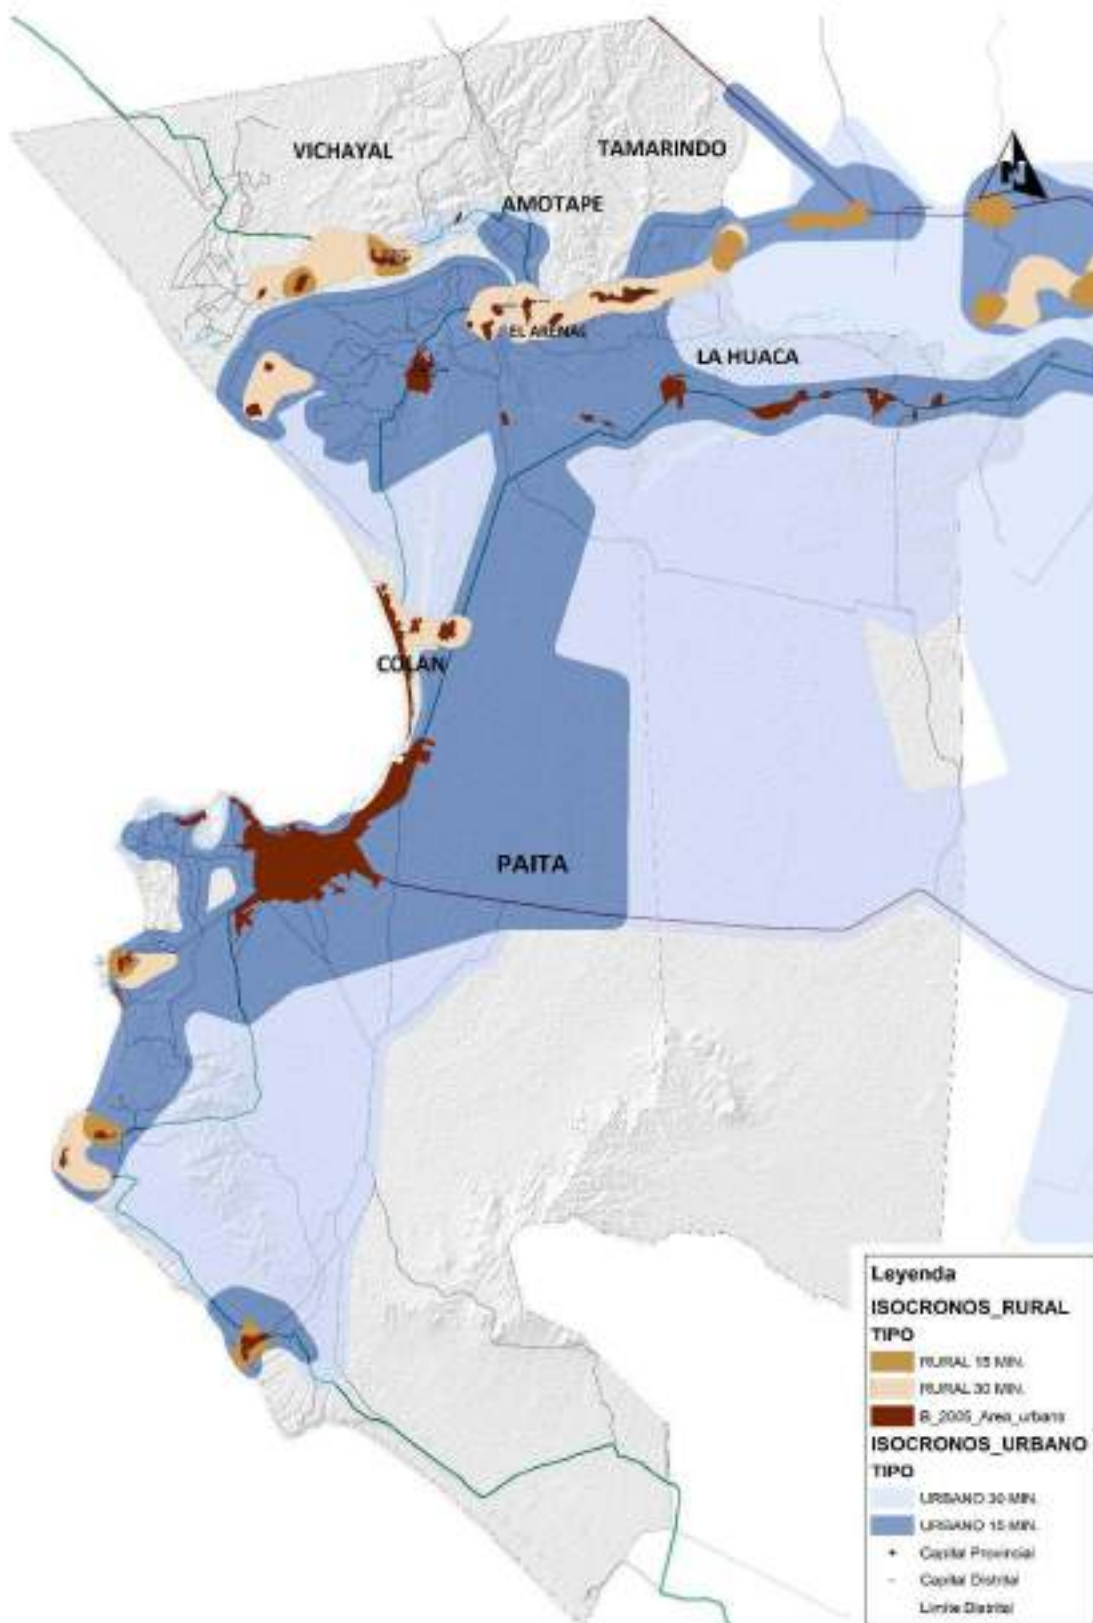 VICHAYAL
TAMARINDO
AMOTAPE
EL ARENAL
LA HUACA
COLAN
PAITA
N
Leyenda
ISOCRONOS_RURAL
TIPO
RURAL 15 MIN.
RURAL 30 MIN.
B_2005_Area_urbana
ISOCRONOS_URBANO
TIPO
URBANO 30 MIN.
URBANO 15 MIN.
Capital Provincial
Capital Distrital
Limite Distrital